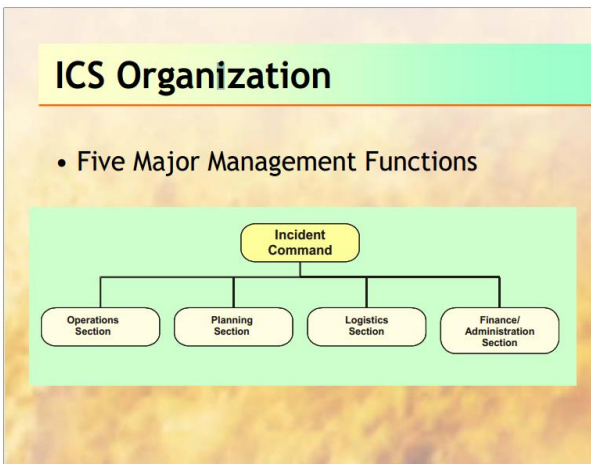 ICS Organization
• Five Major Management Functions
Incident
Command
Operations
Section
Planning
Section
Logistics
Section
Finance/
Administration
Section